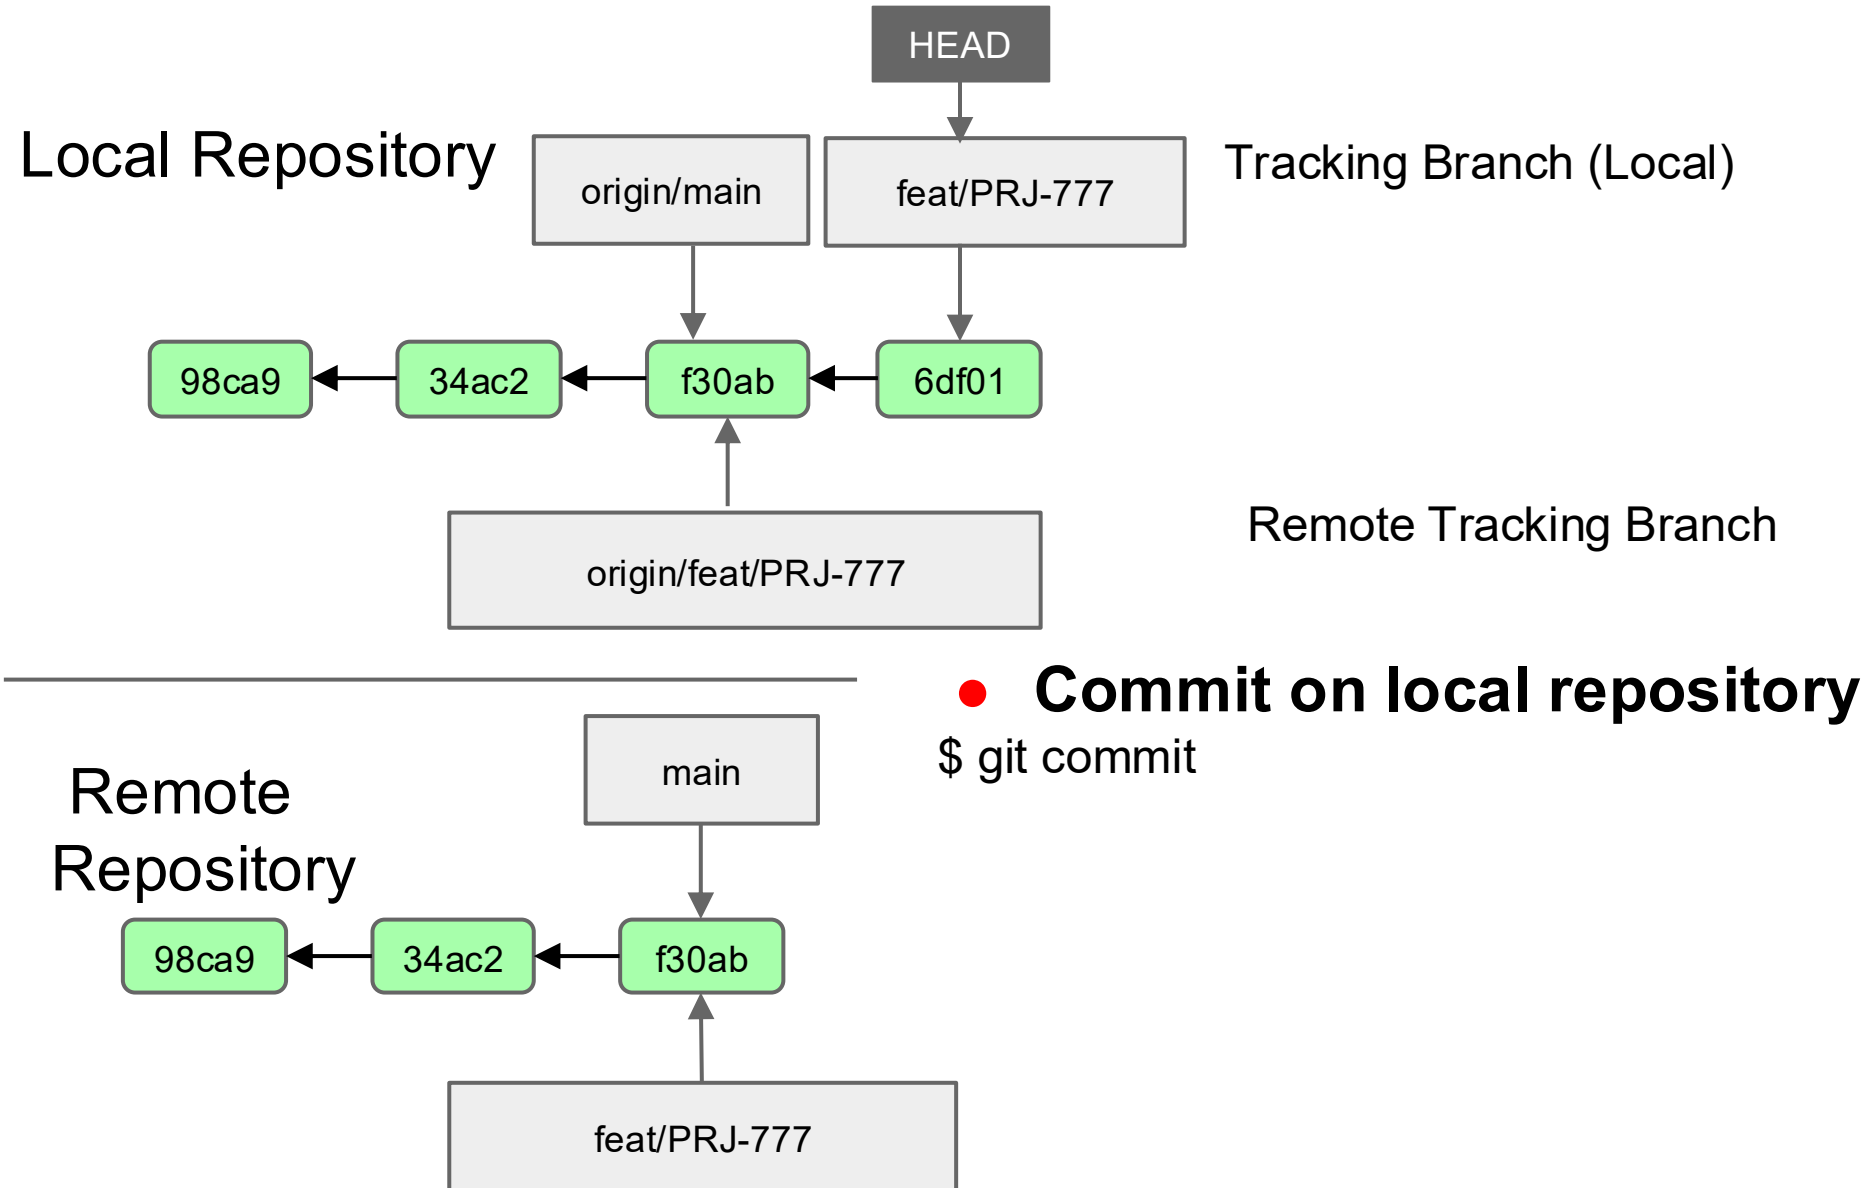 HEAD
Local Repository
origin/main
feat/PRJ-777
Tracking Branch (Local)
98ca9
34ac2
f30ab
6df01
origin/feat/PRJ-777
Remote Tracking Branch
● Commit on local repository
$ git commit
main
Remote
Repository
98ca9
34ac2
f30ab
feat/PRJ-777